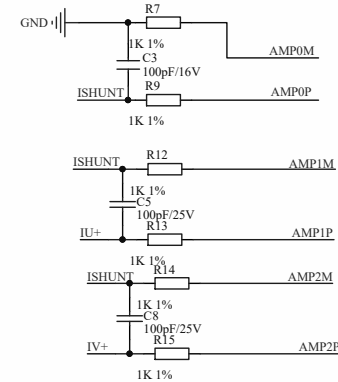 R7
GND
1K 1%
AMP0M
C3
100pF/16V
R9
ISHUNT
AMP0P
1K 1%
R12
ISHUNT
AMP1M
1K 1%
C5
100pF/25V
R13
IU+
AMP1P
1K 1%
R14
ISHUNT
AMP2M
1K 1%
C8
100pF/25V
R15
IV+
AMP2P
1K 1%